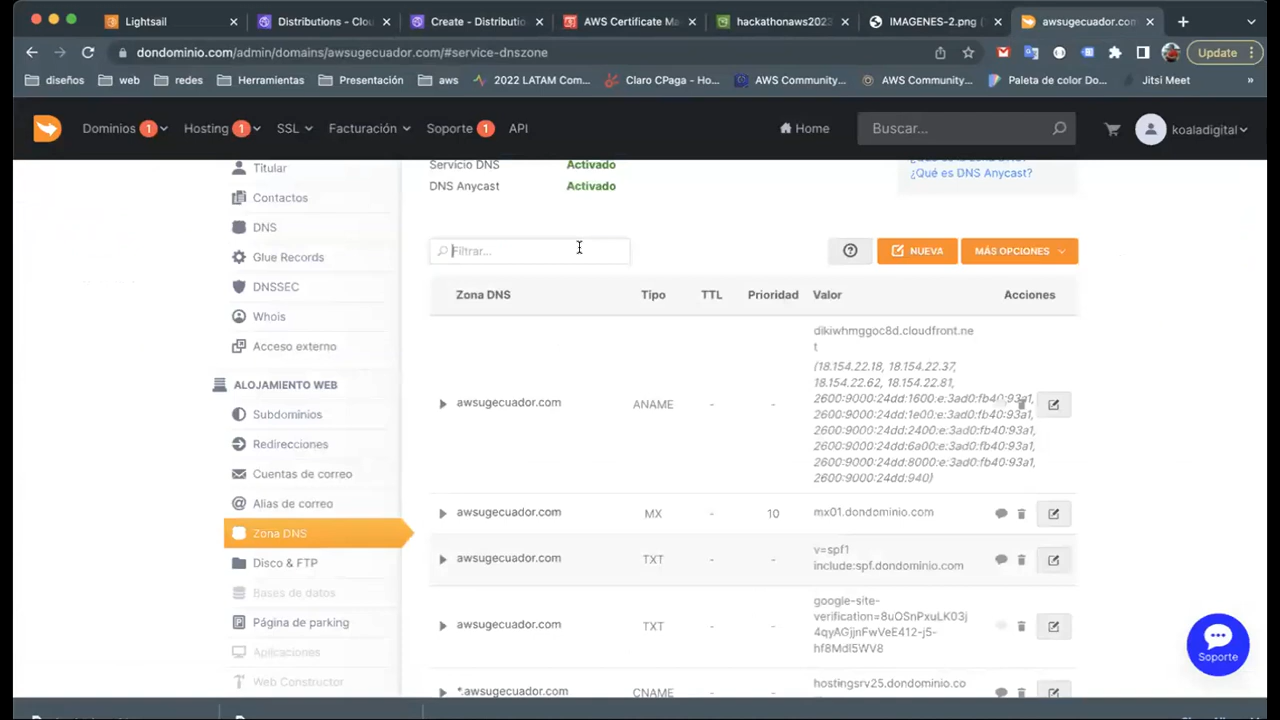 Lightsail
Distributions - Clou
Create - Distributio
AWS Certificate Ma
hackathonaws2023
IMAGENES-2.png (
awsugecuador.com
dondominio.com/admin/domains/awsugecuador.com/#service-dnszone
Update
diseños
web
redes
Herramientas
Presentación
aws
2022 LATAM Com...
Claro CPaga - Ho...
AWS Community...
AWS Community...
Paleta de color Do...
Jitsi Meet
»
Dominios 1
Hosting 1
SSL
Facturación
Soporte 1
API
Home
Buscar...
koaladigital
Titular
Contactos
DNS
Glue Records
DNSSEC
Whois
Acceso externo
ALOJAMIENTO WEB
Subdominios
Redirecciones
Cuentas de correo
Alias de correo
Zona DNS
Disco & FTP
Bases de datos
Página de parking
Aplicaciones
Web Constructor
Servicio DNS Activado
DNS Anycast Activado
¿Qué es DNS Anycast?
Filtrar...
NUEVA
MÁS OPCIONES
Zona DNS Tipo TTL Prioridad Valor Acciones
awsugecuador.com ANAME - -
dikiwhmggoc8d.cloudfront.ne
t
(18.154.22.18, 18.154.22.37,
18.154.22.62, 18.154.22.81,
2600:9000:24dd:1600:e:3ad0:fb40:93a1,
2600:9000:24dd:1e00:e:3ad0:fb40:93a1,
2600:9000:24dd:2400:e:3ad0:fb40:93a1,
2600:9000:24dd:6a00:e:3ad0:fb40:93a1,
2600:9000:24dd:8000:e:3ad0:fb40:93a1,
2600:9000:24dd:940)
awsugecuador.com MX - 10 mx01.dondominio.com
awsugecuador.com TXT - -
v=spf1
include:spf.dondominio.com
awsugecuador.com TXT - -
google-site-
verification=8uOSnPxuLK03j
4qyAGjjnFwVeE412-j5-
hf8Mdl5WV8
*.awsugecuador.com CNAME - -
hostingsrv25.dondominio.co
Soporte